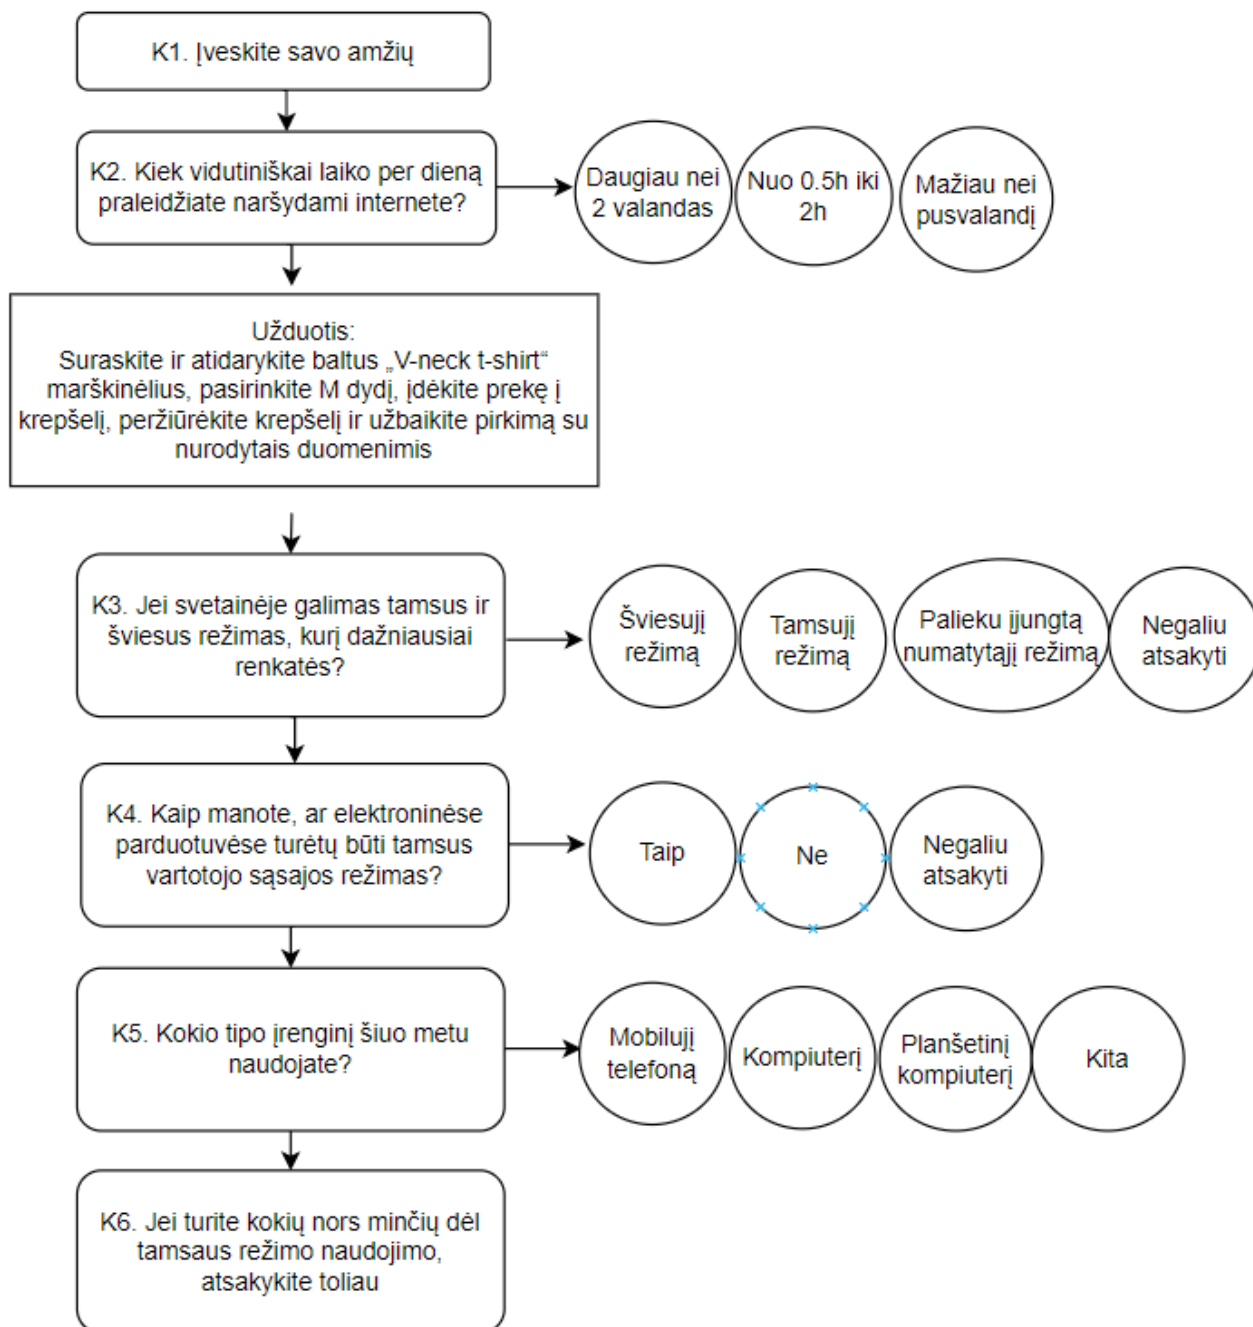 K1. Įveskite savo amžių
K2. Kiek vidutiniškai laiko per dieną
praleidžiate naršydami internete?
Daugiau nei
2 valandas
Nuo 0.5h iki
2h
Mažiau nei
pusvalandį
Užduotis:
Suraskite ir atidarykite baltus „V-neck t-shirt“
marškinėlius, pasirinkite M dydį, įdėkite prekę į
krepšelį, peržiūrėkite krepšelį ir užbaikite pirkimą su
nurodytais duomenimis
K3. Jei svetainėje galimas tamsus ir
šviesus režimas, kurį dažniausiai
renkatės?
Šviesujį
režimą
Tamsujį
režimą
Palieku įjungtą
numatytąjį režimą
Negaliu
atsakyti
K4. Kaip manote, ar elektroninėse
parduotuvėse turėtų būti tamsus
vartotojo sąsajos režimas?
Taip
Ne
Negaliu
atsakyti
K5. Kokio tipo įrenginį šiuo metu
naudojate?
Mobilujį
telefoną
Kompiuterį
Planšetinį
kompiuterį
Kita
K6. Jei turite kokių nors minčių dėl
tamsaus režimo naudojimo,
atsakykite toliau